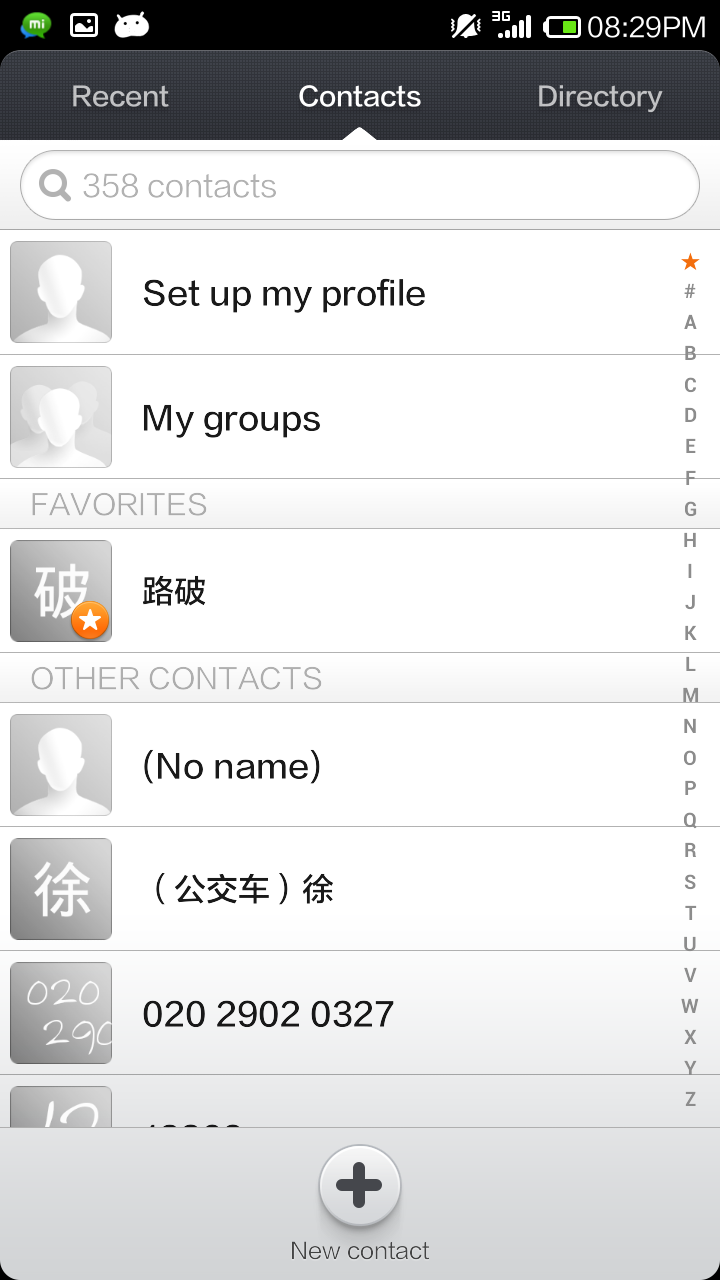 mi
3G
08:29PM
Recent
Contacts
Directory
358 contacts
Set up my profile
My groups
FAVORITES
破
路破
OTHER CONTACTS
(No name)
徐
（公交车）徐
020
290
020 2902 0327
New contact
#
A
B
C
D
E
F
G
H
I
J
K
L
M
N
O
P
Q
R
S
T
U
V
W
X
Y
Z